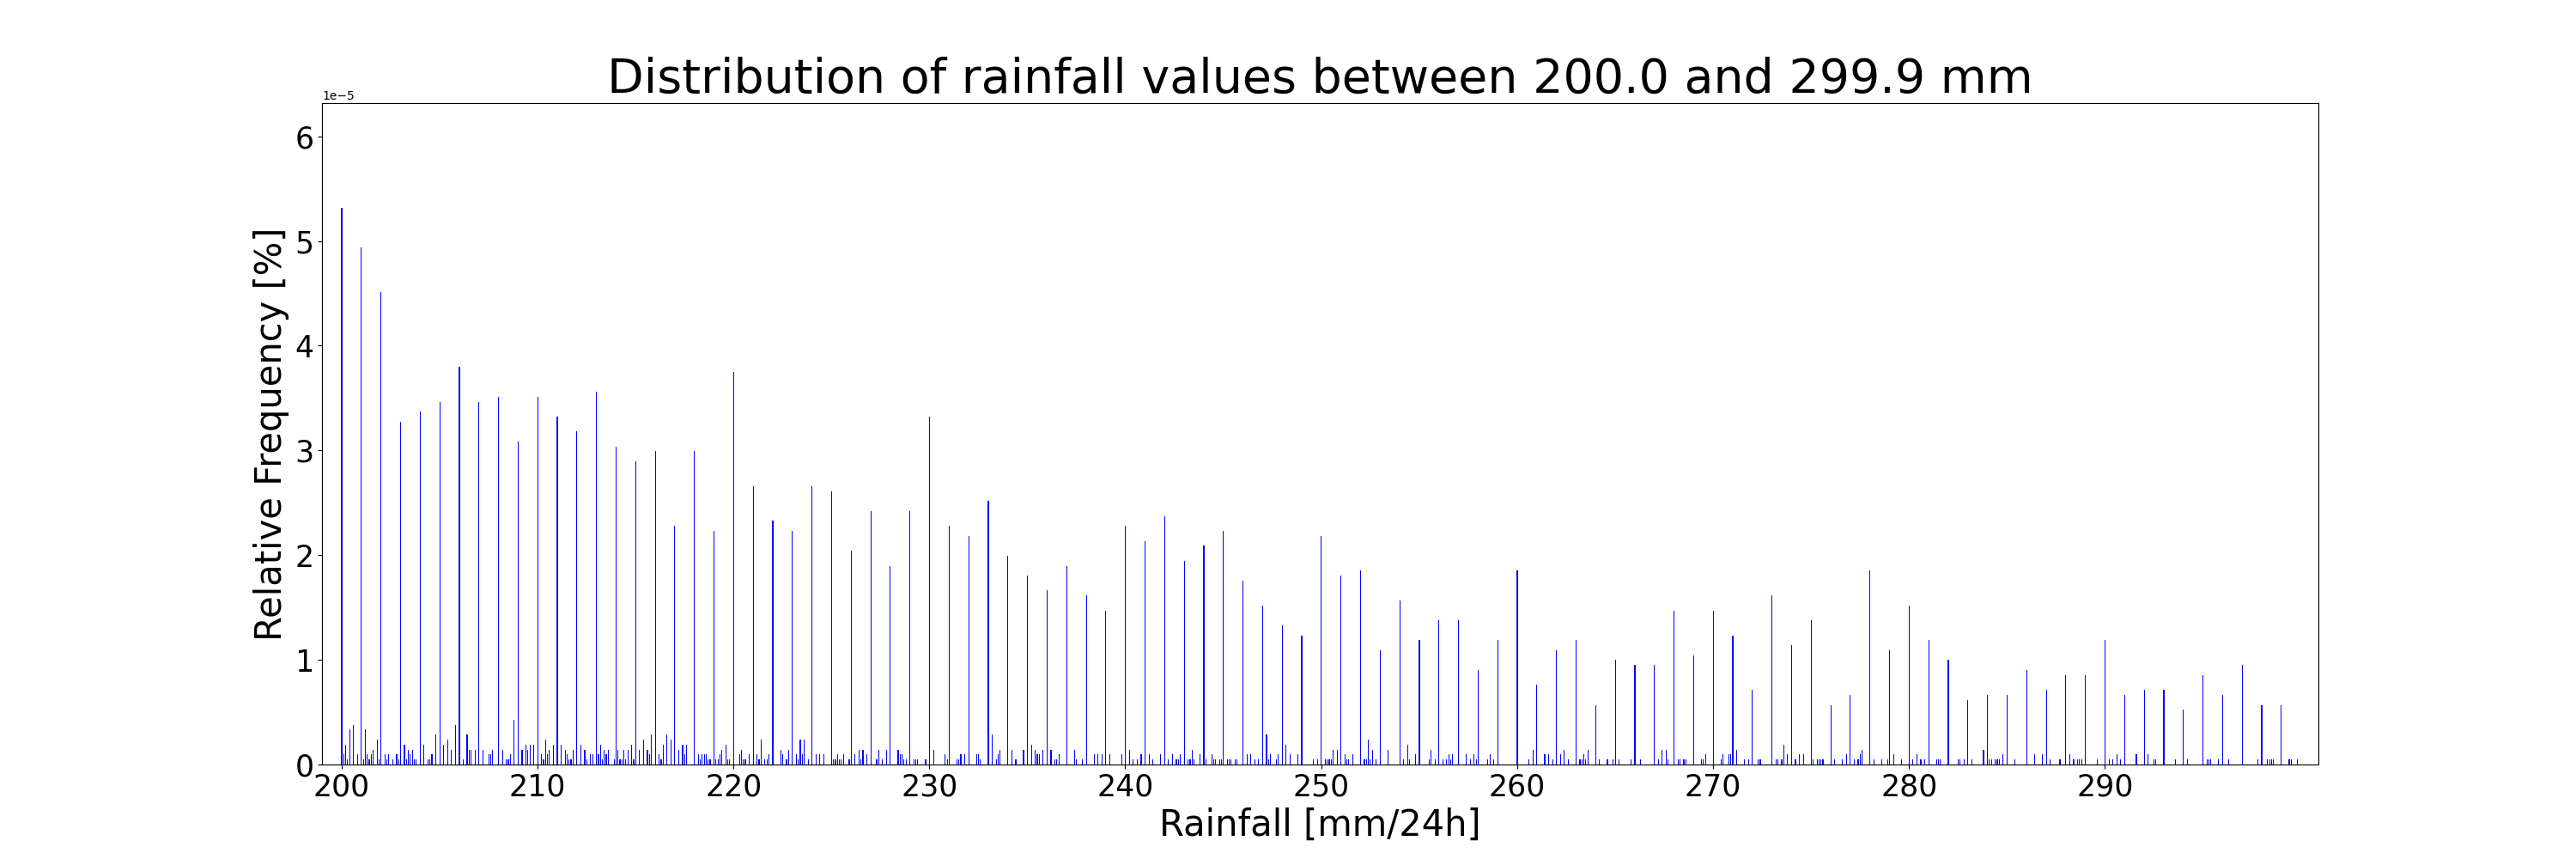 Distribution of rainfall values between 200.0 and 299.9 mm
1e−5
6
5
4
3
2
1
0
Relative Frequency [%]
200 210 220 230 240 250 260 270 280 290
Rainfall [mm/24h]